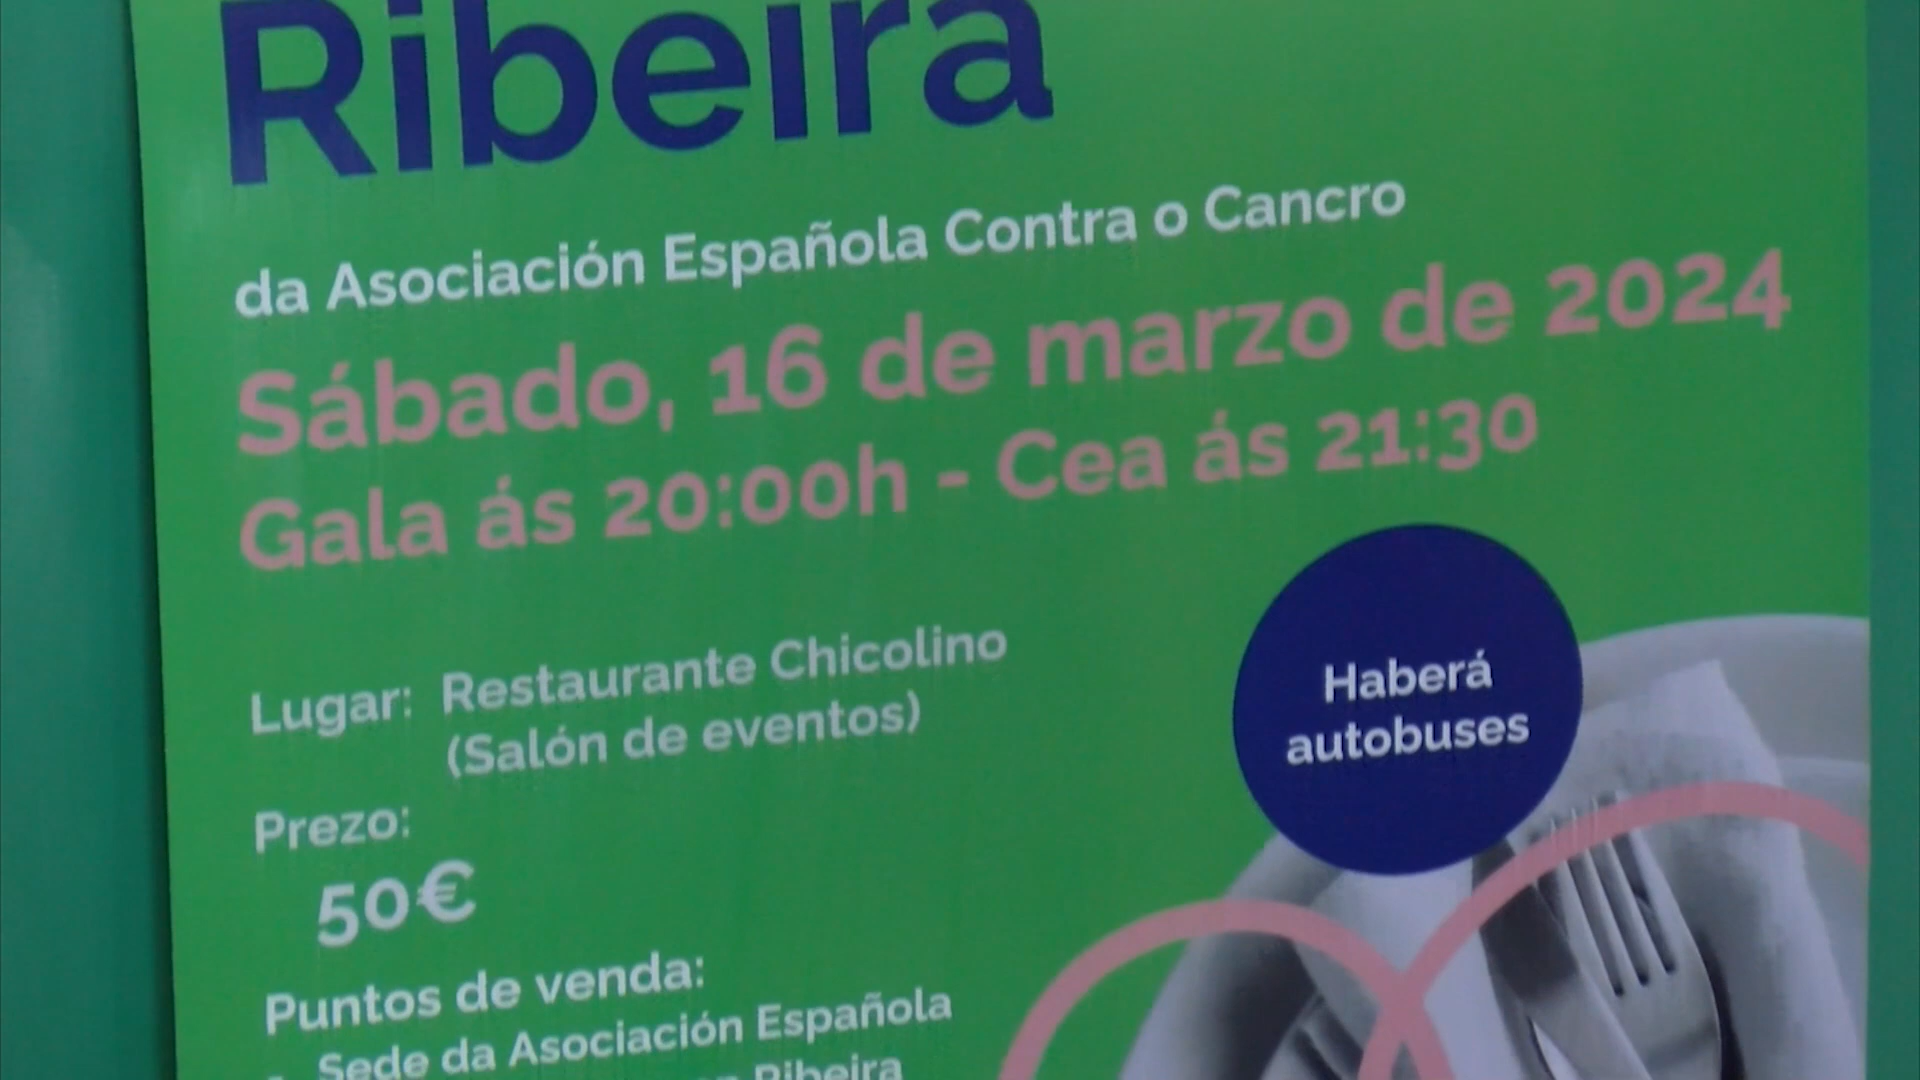 Ribeira
da Asociación Española Contra o Cancro
Sábado, 16 de marzo de 2024
Gala ás 20:00h - Cea ás 21:30
Lugar: Restaurante Chicolino
(Salón de eventos)
Haberá
autobuses
Prezo:
50€
Puntos de venda:
Sede da Asociación Española
Ribeira